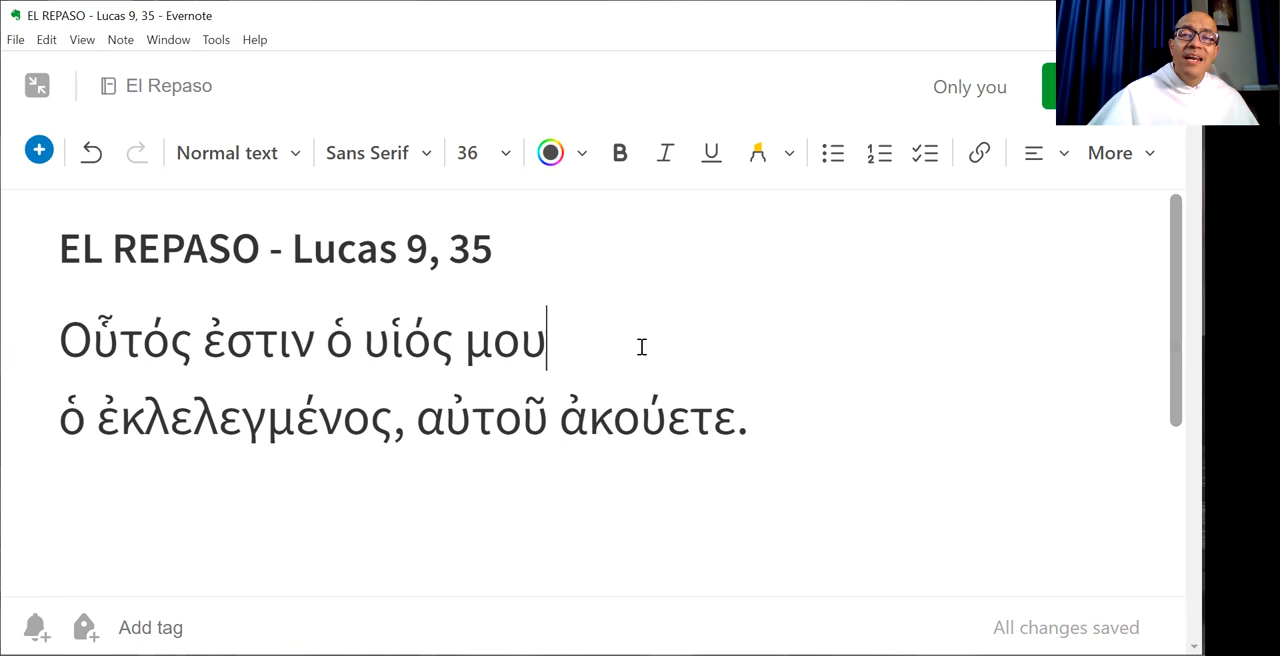 EL REPASO - Lucas 9, 35 - Evernote
File Edit View Note Window Tools Help
El Repaso
Only you
Normal text Sans Serif 36 B I U More
EL REPASO - Lucas 9, 35
Οὗτός ἐστιν ὁ υἱός μου
ὁ ἐκλελεγμένος, αὐτοῦ ἀκούετε.
Add tag
All changes saved